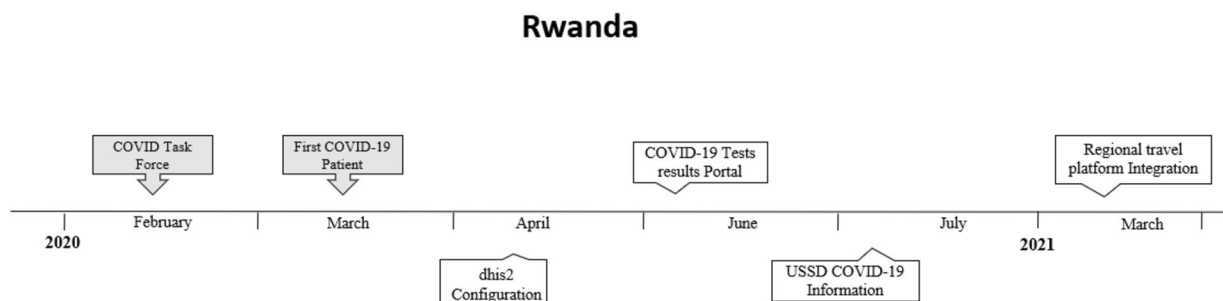 Rwanda
COVID Task
Force
First COVID-19
Patient
COVID-19 Tests
results Portal
Regional travel
platform Integration
February
March
April
June
July
March
2020
2021
dhis2
Configuration
USSD COVID-19
Information